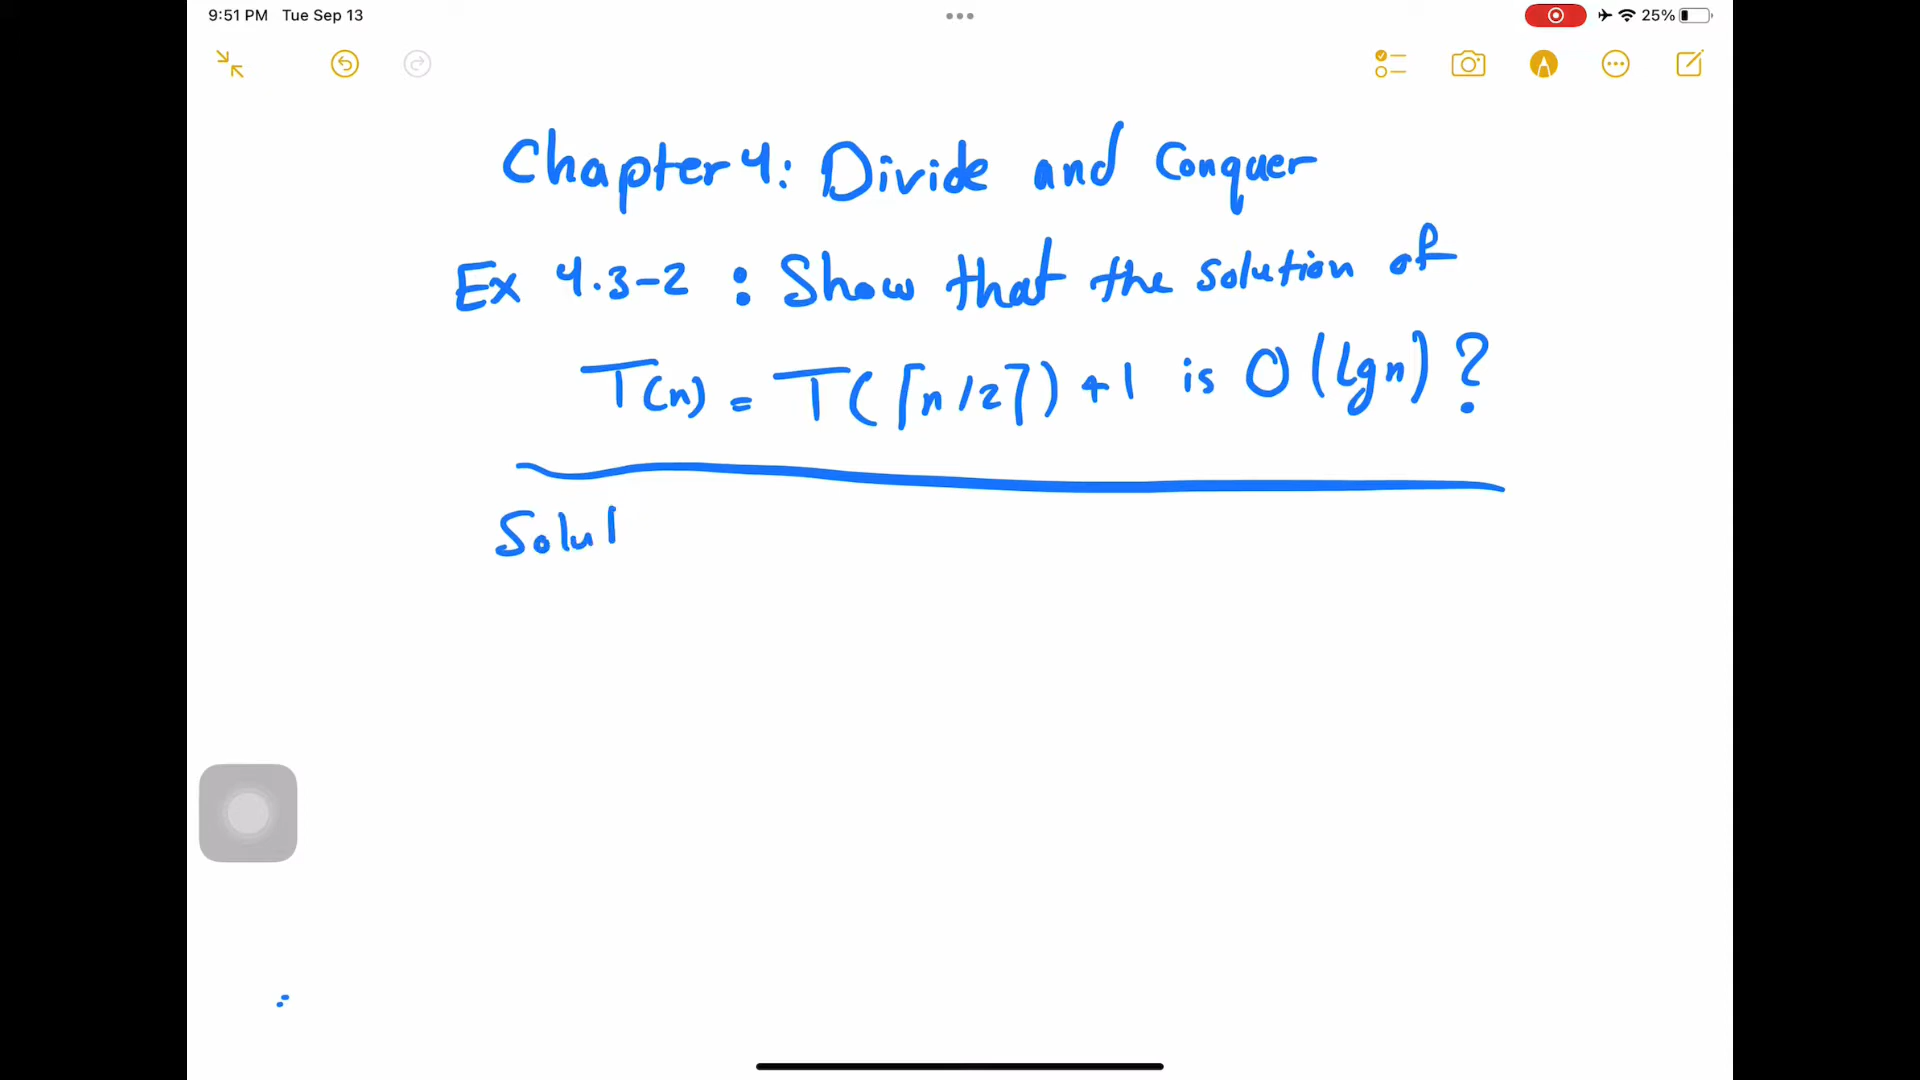 9:51 PM Tue Sep 13
25%
Chapter 4: Divide and Conquer
Ex 4.3-2 : Show that the solution of
T(n) = T(⌈n/2⌉) + 1 is O(lgn) ?
Solul